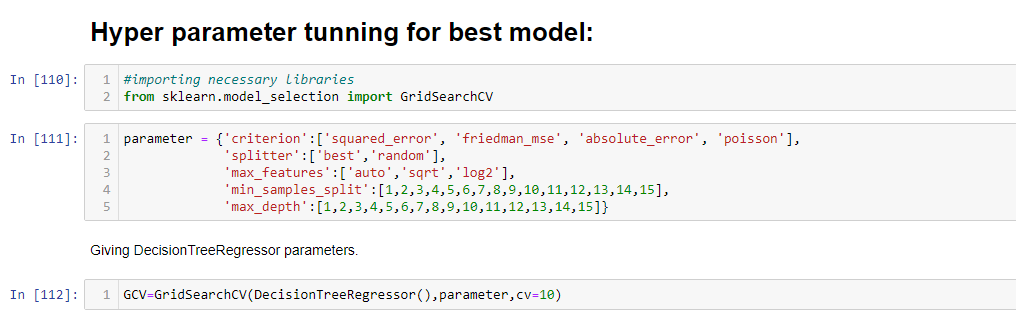 Hyper parameter tunning for best model:
In [110]: 1 #importing necessary libraries
2 from sklearn.model_selection import GridSearchCV
In [111]: 1 parameter = {'criterion':['squared_error', 'friedman_mse', 'absolute_error', 'poisson'],
2 'splitter':['best','random'],
3 'max_features':['auto','sqrt','log2'],
4 'min_samples_split':[1,2,3,4,5,6,7,8,9,10,11,12,13,14,15],
5 'max_depth':[1,2,3,4,5,6,7,8,9,10,11,12,13,14,15]}
Giving DecisionTreeRegressor parameters.
In [112]: 1 GCV=GridSearchCV(DecisionTreeRegressor(),parameter,cv=10)